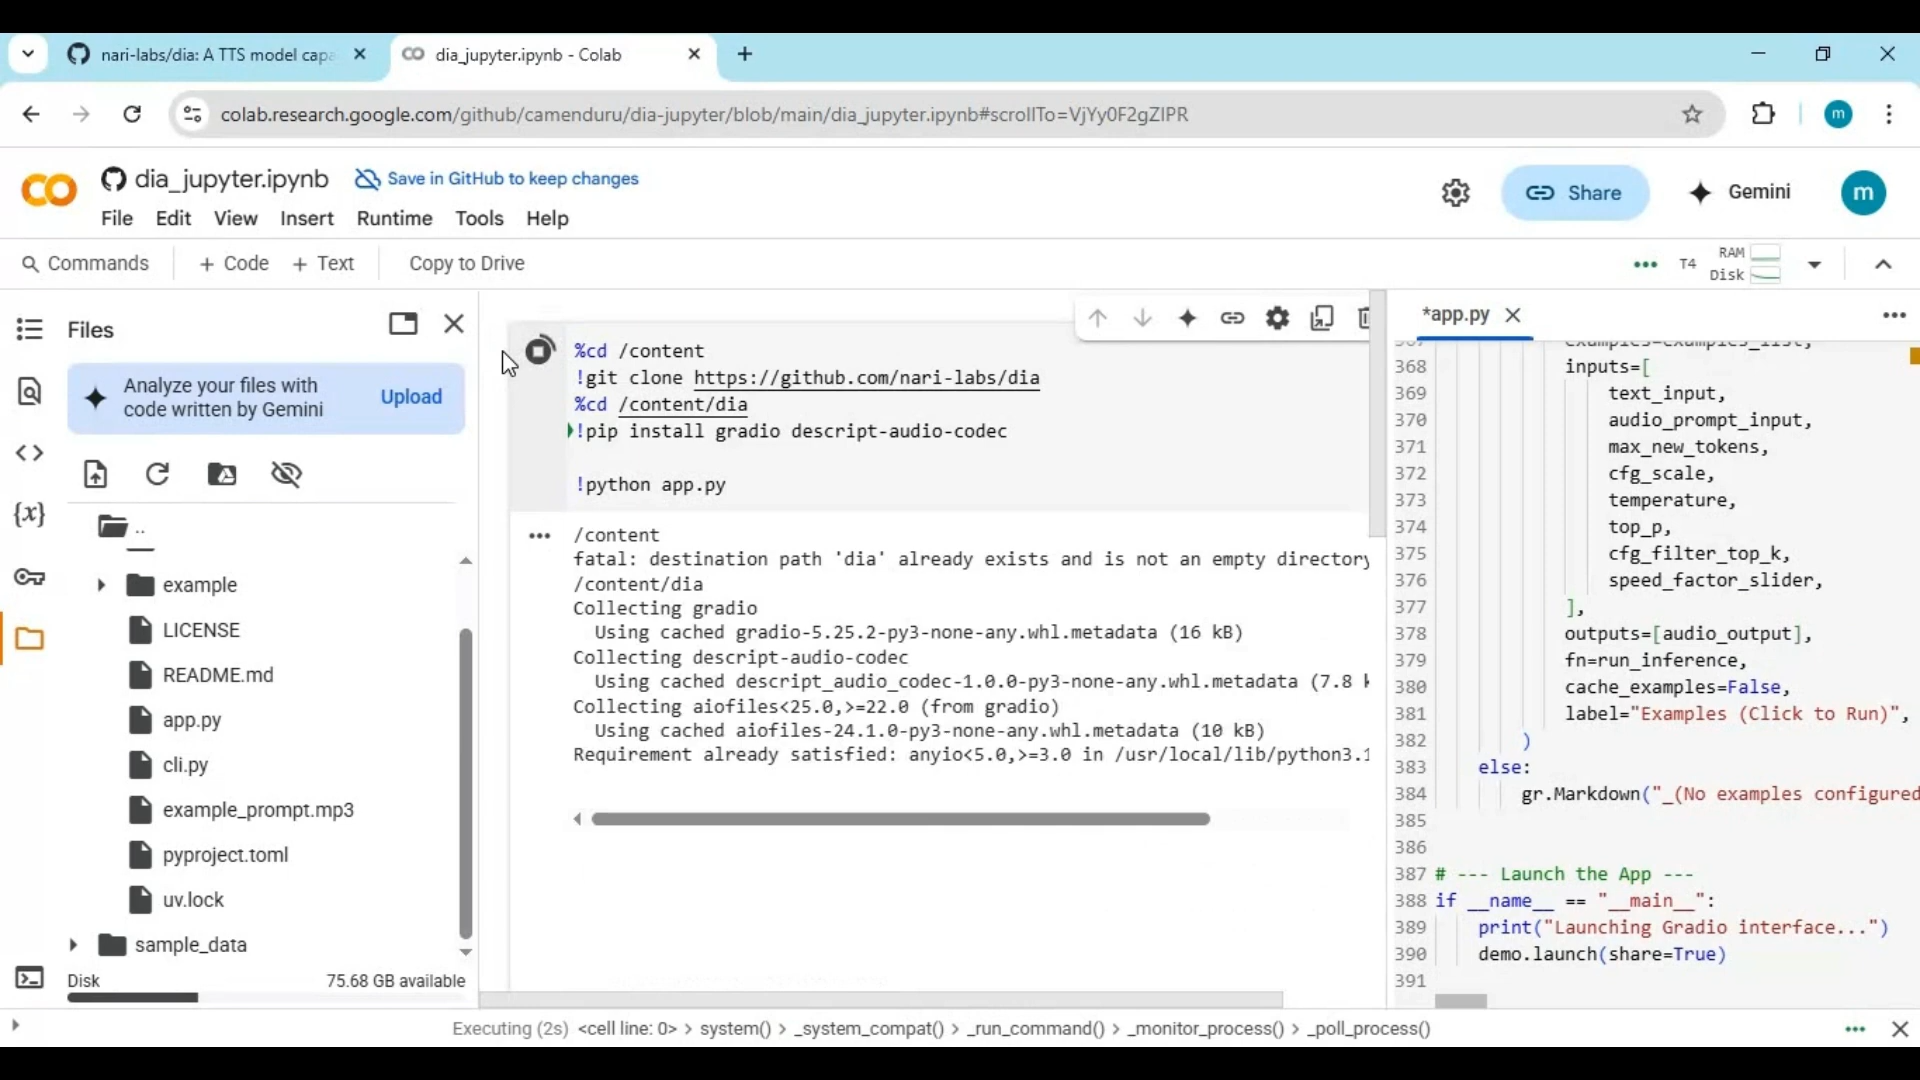 nari-labs/dia: A TTS model capa
dia_jupyter.ipynb - Colab
colab.research.google.com/github/camenduru/dia-jupyter/blob/main/dia_jupyter.ipynb#scrollTo=VjYy0F2gZIPR
m
CO
dia_jupyter.ipynb
Save in GitHub to keep changes
File Edit View Insert Runtime Tools Help
Share
Gemini
m
Commands
+ Code
+ Text
Copy to Drive
T4
RAM
Disk
Files
Analyze your files with
code written by Gemini
Upload
{x}
..
example
LICENSE
README.md
app.py
cli.py
example_prompt.mp3
pyproject.toml
uv.lock
sample_data
Disk
75.68 GB available
%cd /content
!git clone https://github.com/nari-labs/dia
%cd /content/dia
!pip install gradio descript-audio-codec
!python app.py
/content
fatal: destination path 'dia' already exists and is not an empty directory
/content/dia
Collecting gradio
Using cached gradio-5.25.2-py3-none-any.whl.metadata (16 kB)
Collecting descript-audio-codec
Using cached descript_audio_codec-1.0.0-py3-none-any.whl.metadata (7.8 k
Collecting aiofiles<25.0,>=22.0 (from gradio)
Using cached aiofiles-24.1.0-py3-none-any.whl.metadata (10 kB)
Requirement already satisfied: anyio<5.0,>=3.0 in /usr/local/lib/python3.1
*app.py
367 examples=examples_list,
368 inputs=[
369 text_input,
370 audio_prompt_input,
371 max_new_tokens,
372 cfg_scale,
373 temperature,
374 top_p,
375 cfg_filter_top_k,
376 speed_factor_slider,
377 ],
378 outputs=[audio_output],
379 fn=run_inference,
380 cache_examples=False,
381 label="Examples (Click to Run)",
382 )
383 else:
384 gr.Markdown("_(No examples configured
385
386
387 # --- Launch the App ---
388 if __name__ == "__main__":
389 print("Launching Gradio interface...")
390 demo.launch(share=True)
391
Executing (2s) <cell line: 0> > system() > _system_compat() > _run_command() > _monitor_process() > _poll_process()